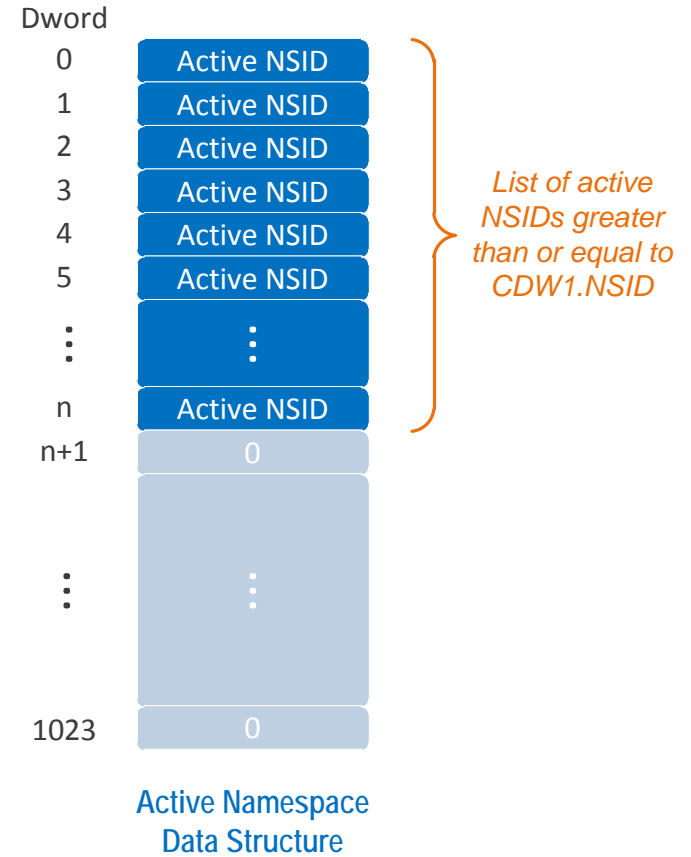 Dword
0 Active NSID
1 Active NSID
2 Active NSID
3 Active NSID
4 Active NSID
5 Active NSID
⋮ ⋮
n Active NSID
n+1 0
⋮ ⋮
1023 0
List of active
NSIDs greater
than or equal to
CDW1.NSID
Active Namespace
Data Structure